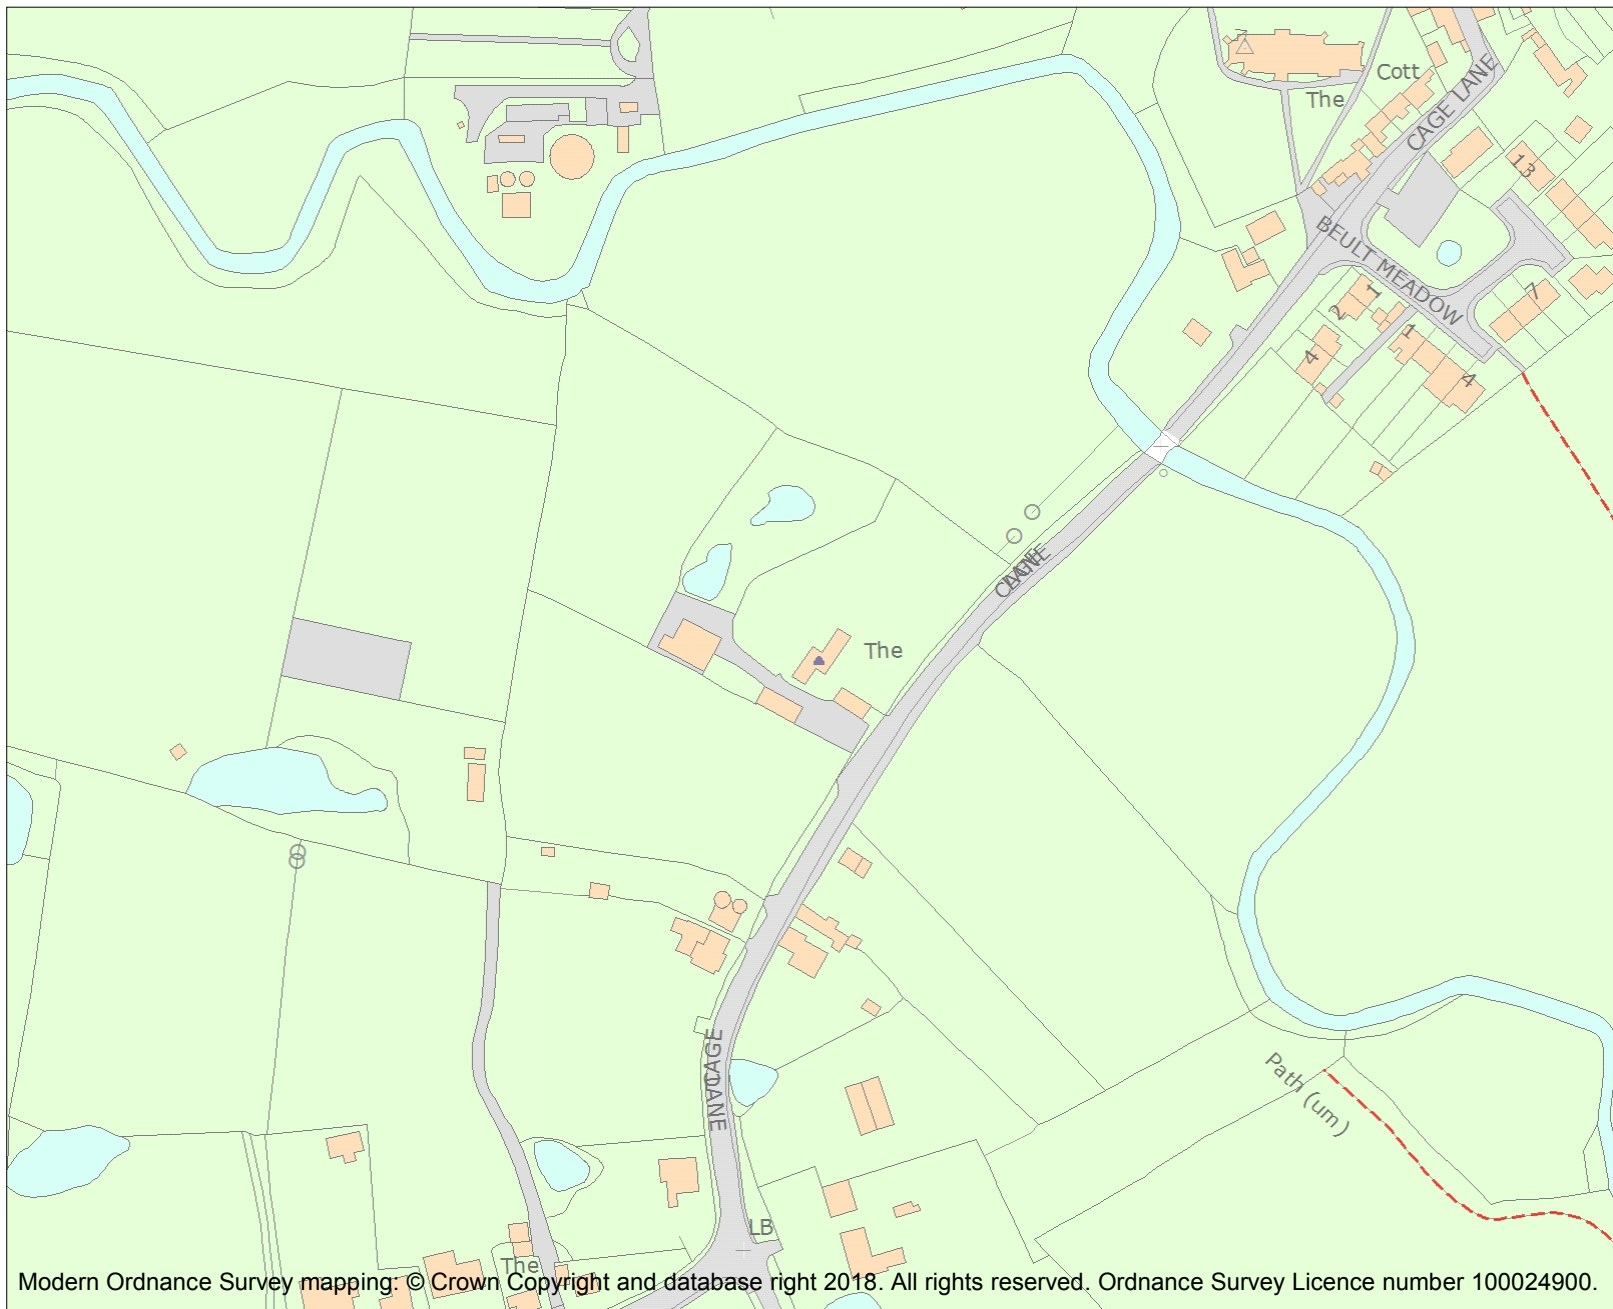 Cott
The
CAGE LANE
13
BEULT MEADOW
1
2
7
4
1
4
LANE
The
CAGE
LANE
Path (um)
LB
The
Modern Ordnance Survey mapping: © Crown Copyright and database right 2018. All rights reserved. Ordnance Survey Licence number 100024900.